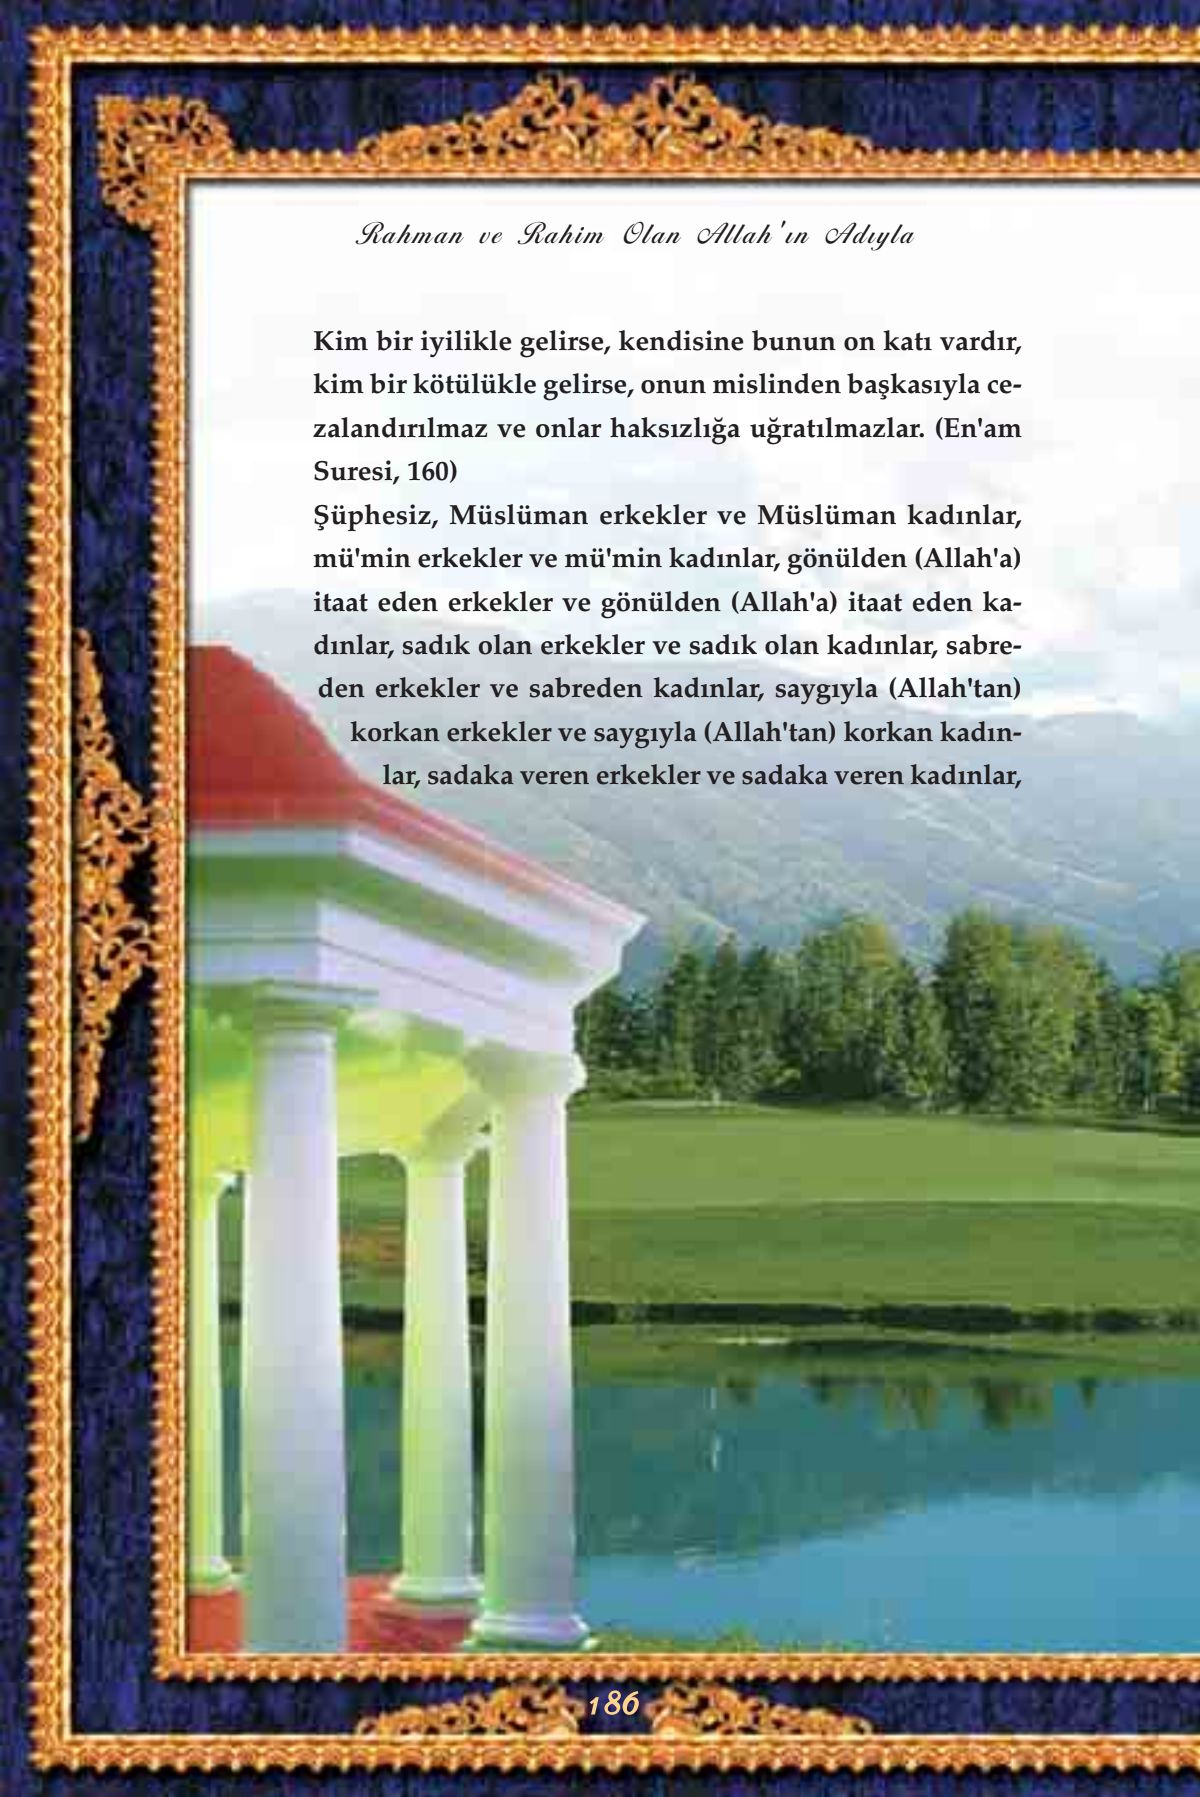 Rahman ve Rahim Olan Allah'ın Adıyla
Kim bir iyilikle gelirse, kendisine bunun on katı vardır,
kim bir kötülükle gelirse, onun mislinden başkasıyla ce-
zalandırılmaz ve onlar haksızlığa uğratılmazlar. (En'am
Suresi, 160)
Şüphesiz, Müslüman erkekler ve Müslüman kadınlar,
mü'min erkekler ve mü'min kadınlar, gönülden (Allah'a)
itaat eden erkekler ve gönülden (Allah'a) itaat eden ka-
dınlar, sadık olan erkekler ve sadık olan kadınlar, sabre-
den erkekler ve sabreden kadınlar, saygıyla (Allah'tan)
korkan erkekler ve saygıyla (Allah'tan) korkan kadın-
lar, sadaka veren erkekler ve sadaka veren kadınlar,
186